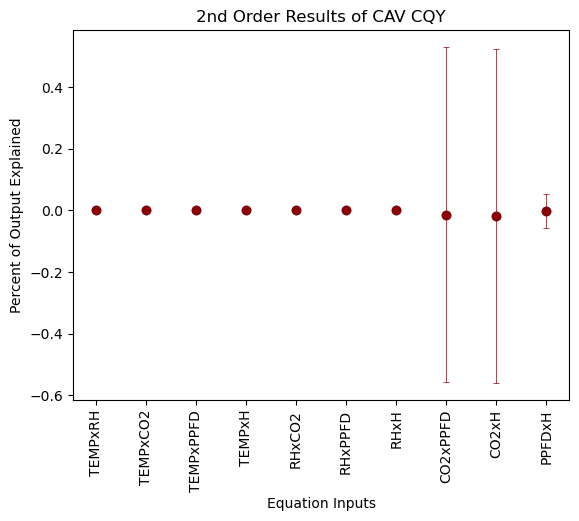 2nd Order Results of CAV CQY
Percent of Output Explained
0.4
0.2
0.0
−0.2
−0.4
−0.6
TEMPxRH
TEMPxCO2
TEMPxPPFD
TEMPxH
RHxCO2
RHxPPFD
RHxH
CO2xPPFD
CO2xH
PPFDxH
Equation Inputs